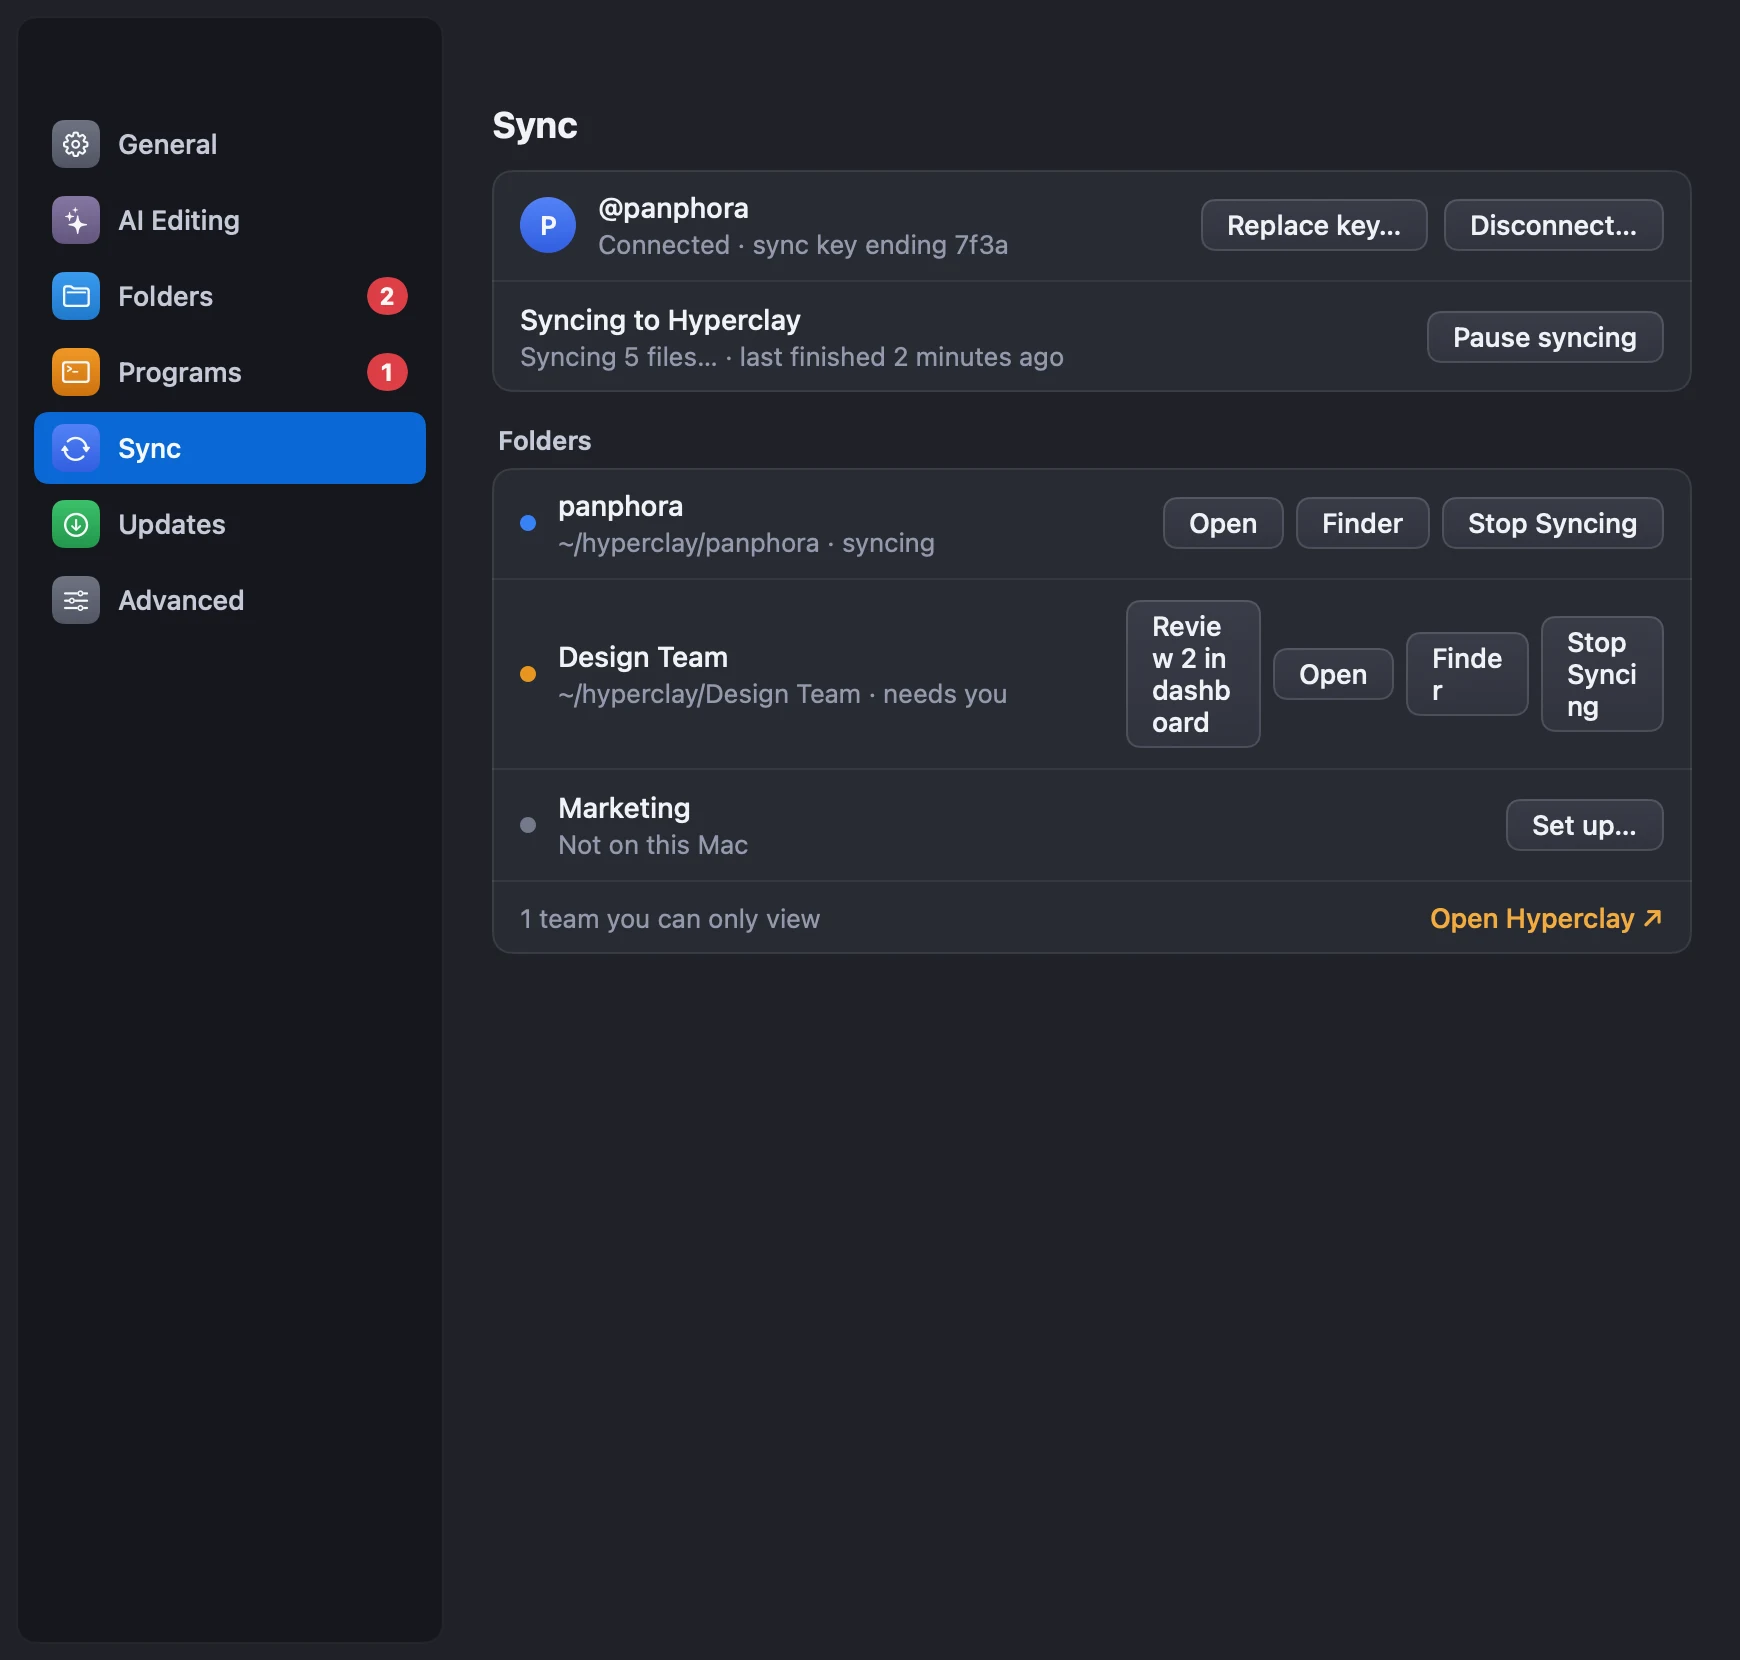 General
AI Editing
Folders
2
Programs
1
Sync
Updates
Advanced
Sync
P
@panphora
Connected · sync key ending 7f3a
Replace key...
Disconnect...
Syncing to Hyperclay
Syncing 5 files... · last finished 2 minutes ago
Pause syncing
Folders
panphora
~/hyperclay/panphora · syncing
Open
Finder
Stop Syncing
Design Team
~/hyperclay/Design Team · needs you
Revie
w 2 in
dashb
oard
Open
Finde
r
Stop
Synci
ng
Marketing
Not on this Mac
Set up...
1 team you can only view
Open Hyperclay ↗